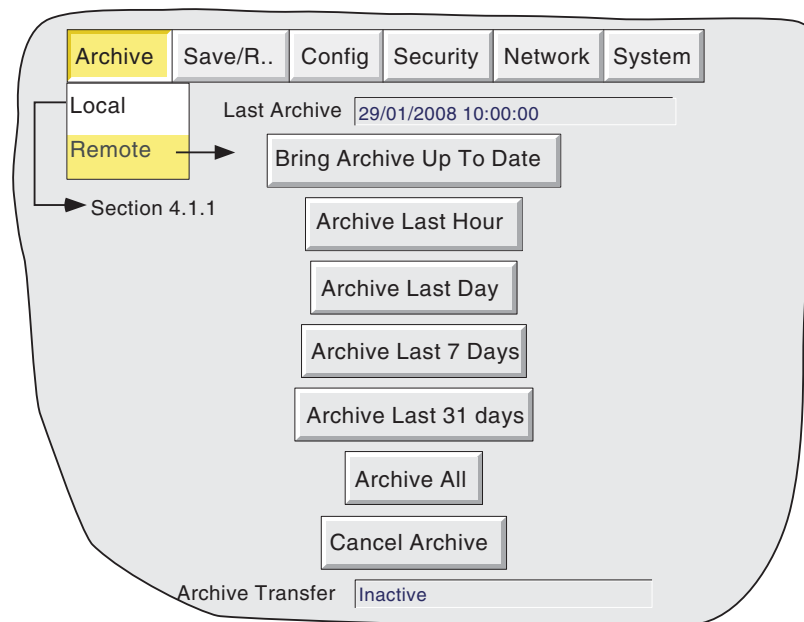 Archive Save/R.. Config Security Network System
Local
Remote
Section 4.1.1
Last Archive 29/01/2008 10:00:00
Bring Archive Up To Date
Archive Last Hour
Archive Last Day
Archive Last 7 Days
Archive Last 31 days
Archive All
Cancel Archive
Archive Transfer Inactive